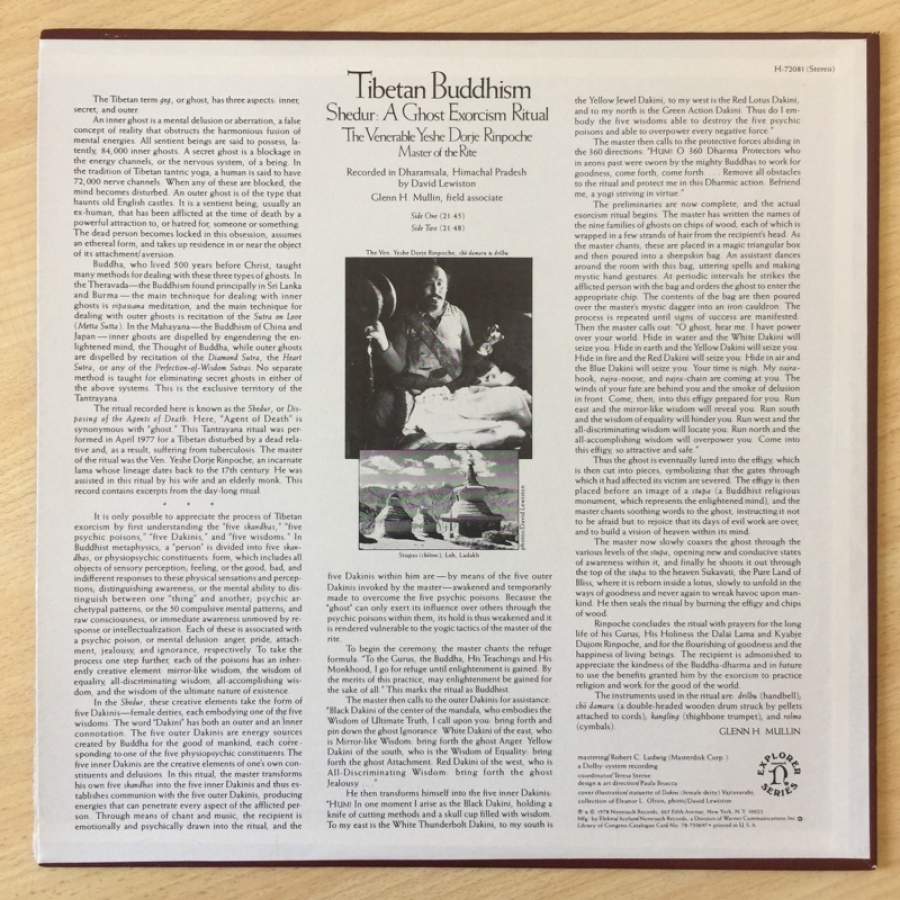 H-72081 (Stereo)
Tibetan Buddhism
Shedur: A Ghost Exorcism Ritual
The Venerable Yeshe Dorje Rinpoche
Master of the Rite
Recorded in Dharamsala, Himachal Pradesh
by David Lewiston
Glenn H. Mullin, field associate
Side One (21:45)
Side Two (21:48)
The Ven. Yeshe Dorje Rinpoche, chö damaru & drilbu
photo/David Lewiston
Stupas (chötens), Leh, Ladakh
The Tibetan term gog, or ghost, has three aspects: inner,
secret, and outer.
An inner ghost is a mental delusion or aberration, a false
concept of reality that obstructs the harmonious fusion of
mental energies. All sentient beings are said to possess, la-
tently, 84,000 inner ghosts. A secret ghost is a blockage in
the energy channels, or the nervous system, of a being. In
the tradition of Tibetan tantric yoga, a human is said to have
72,000 nerve channels. When any of these are blocked, the
mind becomes disturbed. An outer ghost is of the type that
haunts old English castles. It is a sentient being, usually an
ex-human, that has been afflicted at the time of death by a
powerful attraction to, or hatred for, someone or something.
The dead person becomes locked in this obsession, assumes
an ethereal form, and takes up residence in or near the object
of its attachment/aversion.
Buddha, who lived 500 years before Christ, taught
many methods for dealing with these three types of ghosts. In
the Theravada—the Buddhism found principally in Sri Lanka
and Burma—the main technique for dealing with inner
ghosts is vipassana meditation, and the main technique for
dealing with outer ghosts is recitation of the Sutra on Love
(Metta Sutta). In the Mahayana—the Buddhism of China and
Japan—inner ghosts are dispelled by engendering the en-
lightened mind, the Thought of Buddha, while outer ghosts
are dispelled by recitation of the Diamond Sutra, the Heart
Sutra, or any of the Perfection-of-Wisdom Sutras. No separate
method is taught for eliminating secret ghosts in either of
the above systems. This is the exclusive territory of the
Tantrayana.
The ritual recorded here is known as the Shedur, or Dis-
posing of the Agents of Death. Here, "Agent of Death" is
synonymous with "ghost." This Tantrayana ritual was per-
formed in April 1977 for a Tibetan disturbed by a dead rela-
tive and, as a result, suffering from tuberculosis. The master
of the ritual was the Ven. Yeshe Dorje Rinpoche, an incarnate
lama whose lineage dates back to the 17th century. He was
assisted in this ritual by his wife and an elderly monk. This
record contains excerpts from the day-long ritual.
* * *
It is only possible to appreciate the process of Tibetan
exorcism by first understanding the "five skandhas," "five
psychic poisons," "five Dakinis," and "five wisdoms." In
Buddhist metaphysics, a "person" is divided into five skan-
dhas, or physiopsychic constituents: form, which includes all
objects of sensory perception; feeling, or the good, bad, and
indifferent responses to these physical sensations and percep-
tions; distinguishing awareness, or the mental ability to dis-
tinguish between one "thing" and another; psychic ar-
chetypal patterns, or the 50 compulsive mental patterns; and
raw consciousness, or immediate awareness unmoved by re-
sponse or intellectualization. Each of these is associated with
a psychic poison, or mental delusion: anger, pride, attach-
ment, jealousy, and ignorance, respectively. To take the
process one step further, each of the poisons has an inher-
ently creative element: mirror-like wisdom, the wisdom of
equality, all-discriminating wisdom, all-accomplishing wis-
dom, and the wisdom of the ultimate nature of existence.
In the Shedur, these creative elements take the form of
five Dakinis—female deities, each embodying one of the five
wisdoms. The word "Dakini" has both an outer and an inner
connotation. The five outer Dakinis are energy sources
created by Buddha for the good of mankind, each corre-
sponding to one of the five physiopsychic constituents. The
five inner Dakinis are the creative elements of one's own con-
stituents and delusions. In this ritual, the master transforms
his own five skandhas into the five inner Dakinis and thus es-
tablishes communion with the five outer Dakinis, producing
energies that can penetrate every aspect of the afflicted per-
son. Through means of chant and music, the recipient is
emotionally and psychically drawn into the ritual, and the
five Dakinis within him are—by means of the five outer
Dakinis invoked by the master—awakened and temporarily
made to overcome the five psychic poisons. Because the
"ghost" can only exert its influence over others through the
psychic poisons within them, its hold is thus weakened and it
is rendered vulnerable to the yogic tactics of the master of the
rite.
To begin the ceremony, the master chants the refuge
formula: "To the Gurus, the Buddha, His Teachings and His
Monkhood, I go for refuge until enlightenment is gained. By
the merits of this practice, may enlightenment be gained for
the sake of all." This marks the ritual as Buddhist.
The master then calls to the outer Dakinis for assistance:
"Black Dakini of the center of the mandala, who embodies the
Wisdom of Ultimate Truth, I call upon you: bring forth and
pin down the ghost Ignorance. White Dakini of the east, who
is Mirror-like Wisdom: bring forth the ghost Anger. Yellow
Dakini of the south, who is the Wisdom of Equality: bring
forth the ghost Attachment. Red Dakini of the west, who is
All-Discriminating Wisdom: bring forth the ghost
Jealousy . . ."
He then transforms himself into the five inner Dakinis:
"HUM! In one moment I arise as the Black Dakini, holding a
knife of cutting methods and a skull cup filled with wisdom.
To my east is the White Thunderbolt Dakini, to my south is
the Yellow Jewel Dakini, to my west is the Red Lotus Dakini,
and to my north is the Green Action Dakini. Thus do I em-
body the five wisdoms able to destroy the five psychic
poisons and able to overpower every negative force."
The master then calls to the protective forces abiding in
the 360 directions: "HUM! O 360 Dharma Protectors who
in aeons past were sworn by the mighty Buddhas to work for
goodness, come forth, come forth . . . Remove all obstacles
to the ritual and protect me in this Dharmic action. Befriend
me, a yogi striving in virtue."
The preliminaries are now complete, and the actual
exorcism ritual begins. The master has written the names of
the nine families of ghosts on chips of wood, each of which is
wrapped in a few strands of hair from the recipient's head. As
the master chants, these are placed in a magic triangular box
and then poured into a sheepskin bag. An assistant dances
around the room with this bag, uttering spells and making
mystic hand gestures. At periodic intervals he strikes the
afflicted person with the bag and orders the ghost to enter the
appropriate chip. The contents of the bag are then poured
over the master's mystic dagger into an iron cauldron. The
process is repeated until signs of success are manifested.
Then the master calls out: "O ghost, hear me. I have power
over your world. Hide in water and the White Dakini will
seize you. Hide in earth and the Yellow Dakini will seize you.
Hide in fire and the Red Dakini will seize you. Hide in air and
the Blue Dakini will seize you. Your time is nigh. My vajra-
hook, vajra-noose, and vajra-chain are coming at you. The
winds of your fate are behind you and the smoke of delusion
in front. Come, then, into this effigy prepared for you. Run
east and the mirror-like wisdom will reveal you. Run south
and the wisdom of equality will hinder you. Run west and the
all-discriminating wisdom will locate you. Run north and the
all-accomplishing wisdom will overpower you. Come into
this effigy, so attractive and safe."
Thus the ghost is eventually lured into the effigy, which
is then cut into pieces, symbolizing that the gates through
which it had affected its victim are severed. The effigy is then
placed before an image of a stupa (a Buddhist religious
monument, which represents the enlightened mind), and the
master chants soothing words to the ghost, instructing it not
to be afraid but to rejoice that its days of evil work are over,
and to build a vision of heaven within its mind.
The master now slowly coaxes the ghost through the
various levels of the stupa, opening new and conducive states
of awareness within it, and finally he shoots it out through
the top of the stupa to the heaven Sukavati, the Pure Land of
Bliss, where it is reborn inside a lotus, slowly to unfold in the
ways of goodness and never again to wreak havoc upon man-
kind. He then seals the ritual by burning the effigy and chips
of wood.
Rinpoche concludes the ritual with prayers for the long
life of his Gurus, His Holiness the Dalai Lama and Kyabje
Dujom Rinpoche, and for the flourishing of goodness and the
happiness of living beings. The recipient is admonished to
appreciate the kindness of the Buddha-dharma and in future
to use the benefits granted him by the exorcism to practice
religion and work for the good of the world.
The instruments used in the ritual are: drilbu (handbell);
chö damaru (a double-headed wooden drum struck by pellets
attached to cords), kangling (thighbone trumpet), and rolmo
(cymbals).
GLENN H. MULLIN
mastering/Robert C. Ludwig (Masterdisk Corp.)
a Dolby-system recording
coordinator/Teresa Sterne
design & art direction/Paula Bisacca
cover illustration/statuette of Dakini (female deity) Vajravarahi,
collection of Eleanor L. Olson, photo/David Lewiston
EXPLORER
n
SERIES
℗ & © 1978 Nonesuch Records, 665 Fifth Avenue, New York, N.Y. 10022
Mfg. by Elektra/Asylum/Nonesuch Records, a Division of Warner Communications Inc.
Library of Congress Catalogue Card No. 78-750697 • printed in U.S.A.